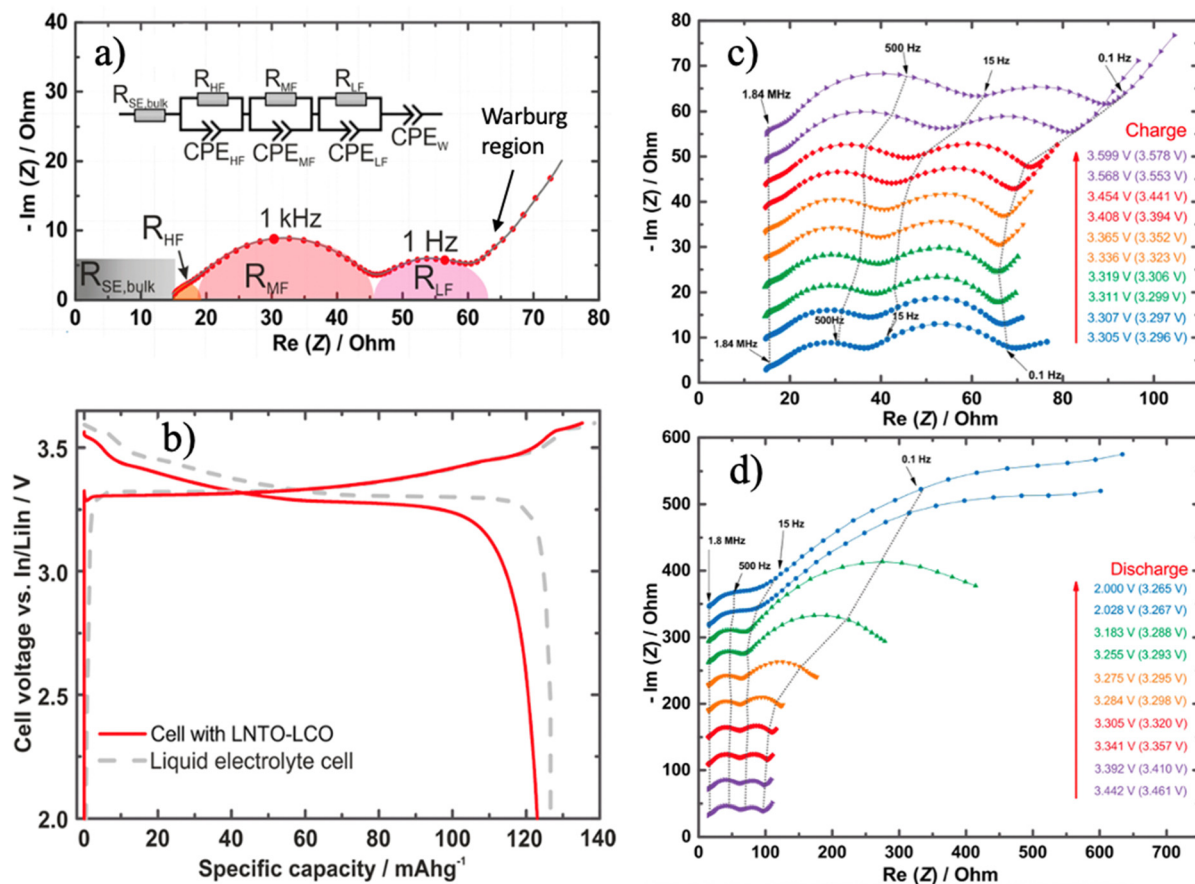 a)
- Im (Z) / Ohm
40
30
20
10
0
R_SE,bulk
R_HF
R_MF
R_LF
CPE_HF
CPE_MF
CPE_LF
CPE_W
Warburg
region
1 kHz
1 Hz
R_HF
R_SE,bulk
R_MF
R_LF
0 10 20 30 40 50 60 70 80
Re (Z) / Ohm
b)
Cell voltage vs. In/LiIn / V
3.5
3.0
2.5
2.0
Cell with LNTO-LCO
Liquid electrolyte cell
0 20 40 60 80 100 120 140
Specific capacity / mAhg⁻¹
c)
- Im (Z) / Ohm
80
70
60
50
40
30
20
10
0
1.84 MHz
500 Hz
15 Hz
0.1 Hz
Charge
3.599 V (3.578 V)
3.568 V (3.553 V)
3.454 V (3.441 V)
3.408 V (3.394 V)
3.365 V (3.352 V)
3.336 V (3.323 V)
3.319 V (3.306 V)
3.311 V (3.299 V)
3.307 V (3.297 V)
3.305 V (3.296 V)
1.84 MHz
500Hz
15 Hz
0.1 Hz
0 20 40 60 80 100
Re (Z) / Ohm
d)
- Im (Z) / Ohm
600
500
400
300
200
100
0
1.8 MHz
500 Hz
15 Hz
0.1 Hz
Discharge
2.000 V (3.265 V)
2.028 V (3.267 V)
3.183 V (3.288 V)
3.255 V (3.293 V)
3.275 V (3.295 V)
3.284 V (3.298 V)
3.305 V (3.320 V)
3.341 V (3.357 V)
3.392 V (3.410 V)
3.442 V (3.461 V)
0 100 200 300 400 500 600 700
Re (Z) / Ohm